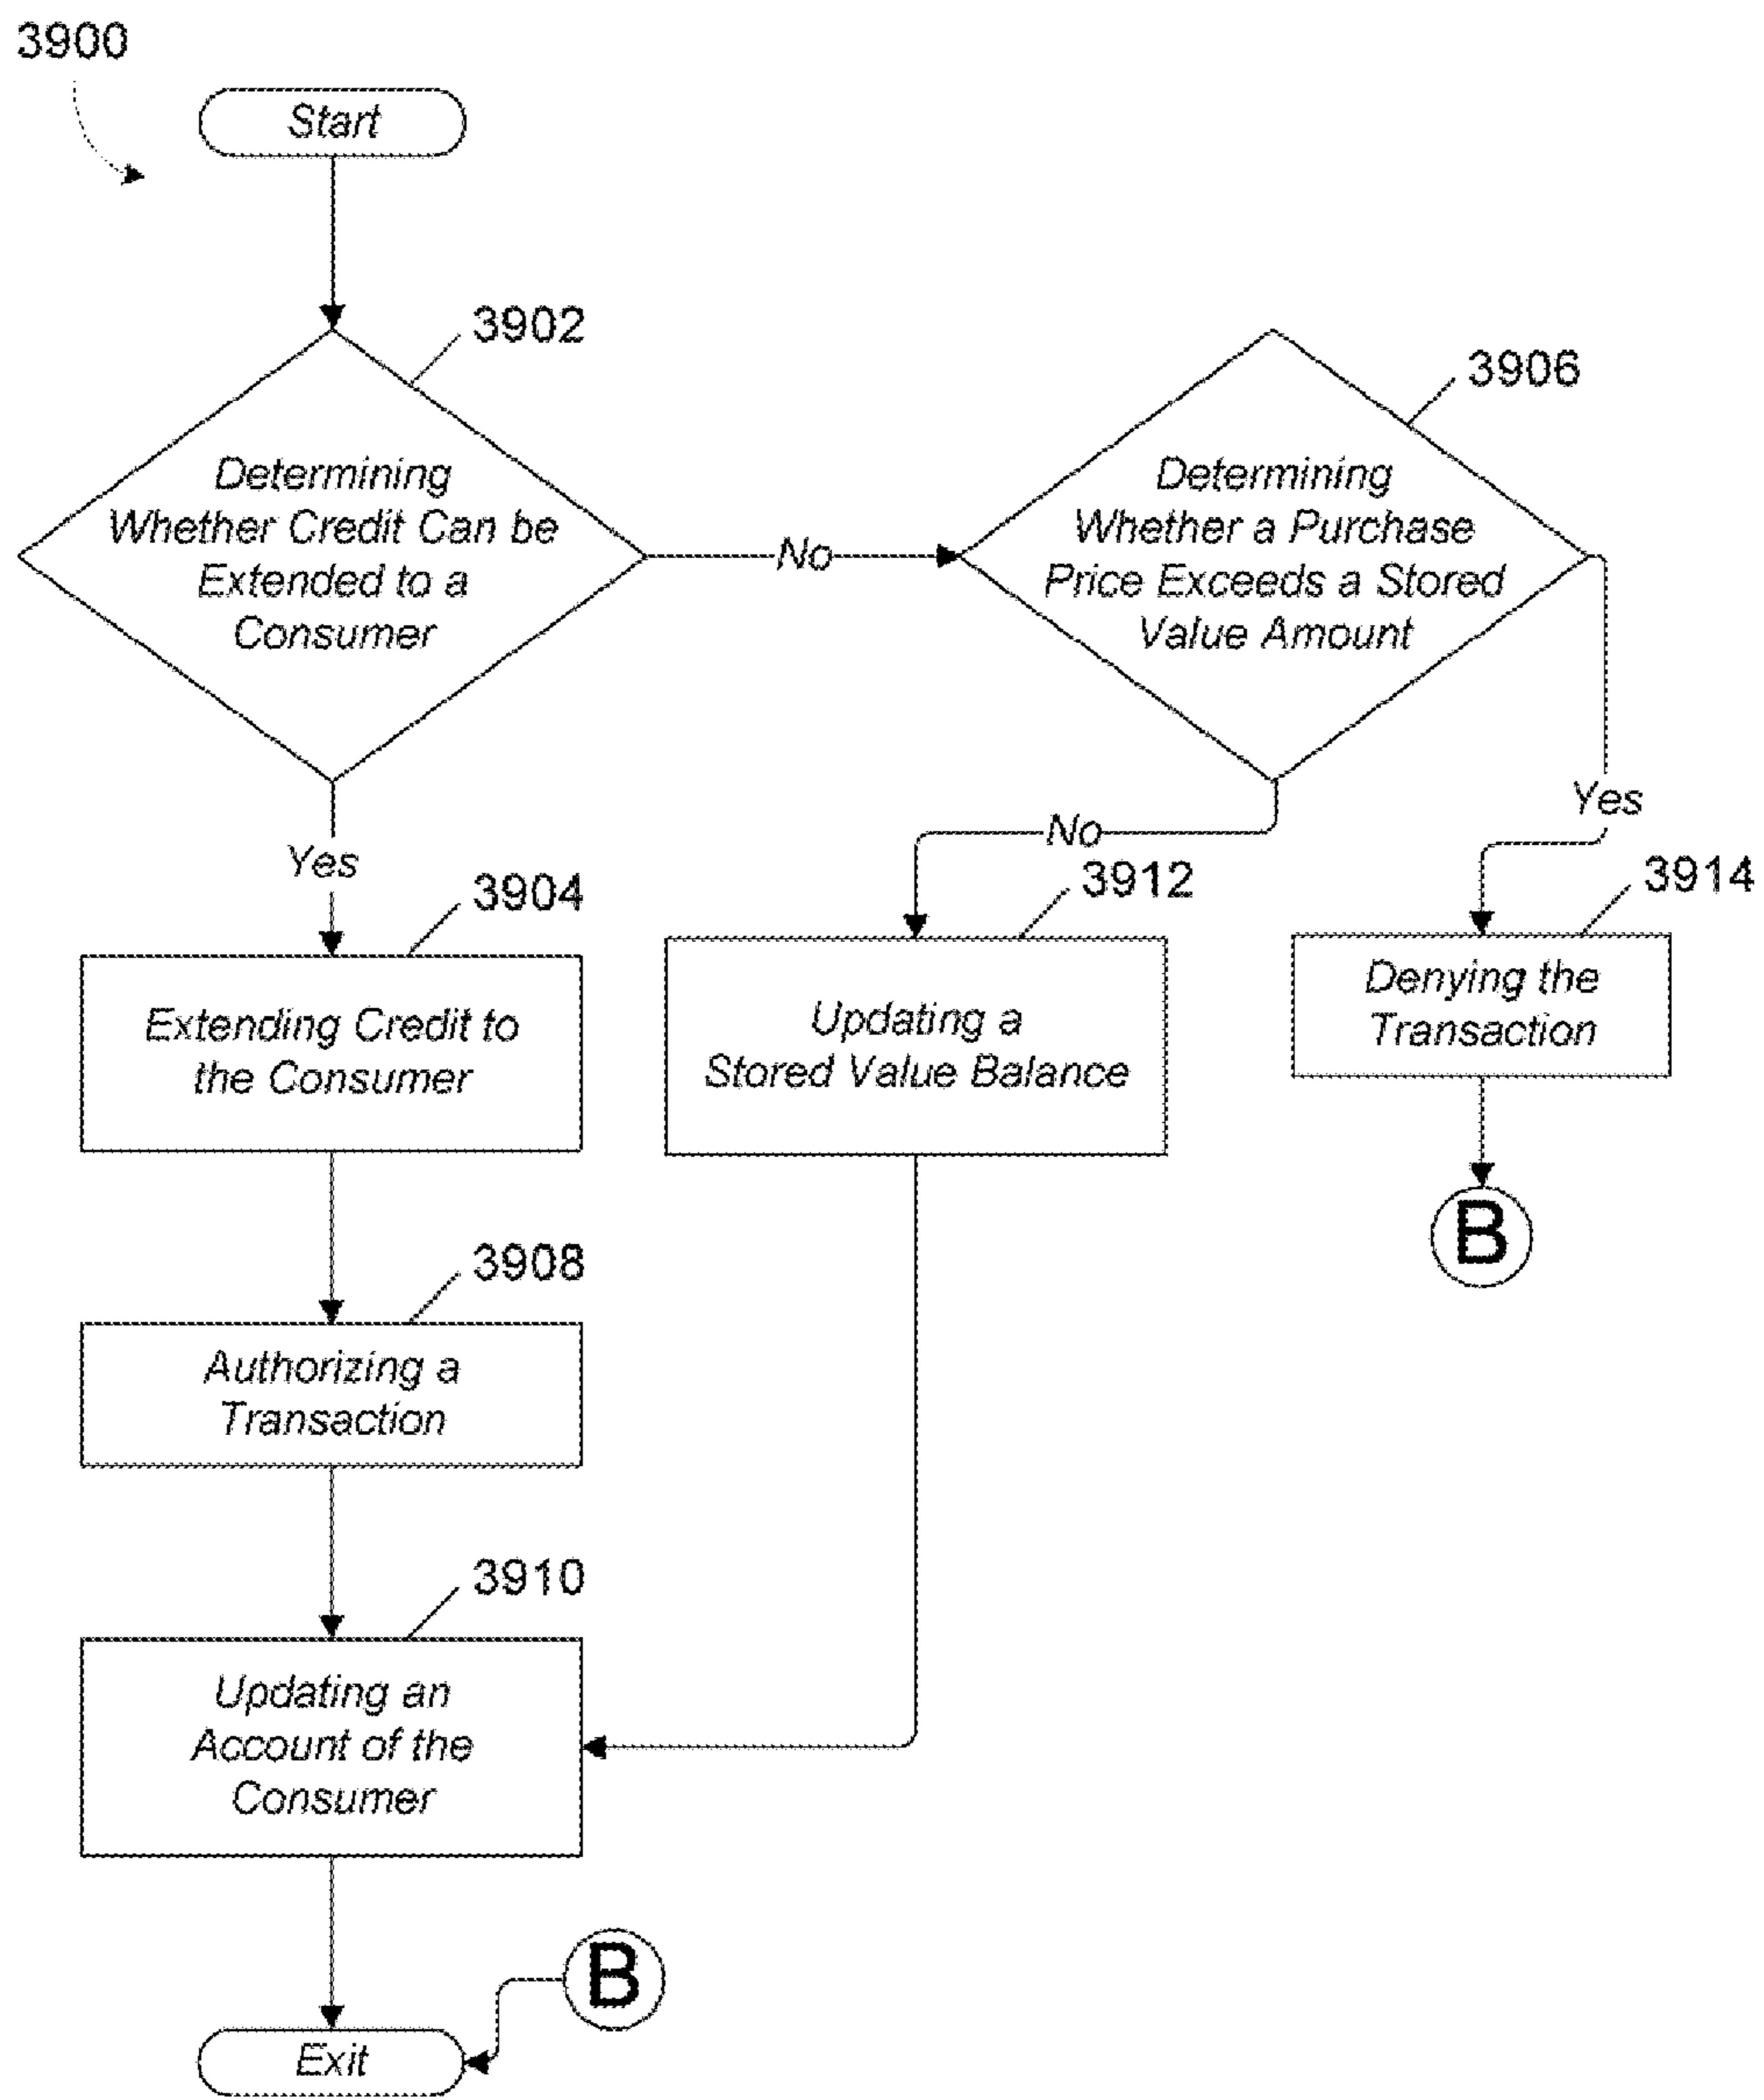 3900
Start
3902
Determining
Whether Credit Can be
Extended to a
Consumer
No
3906
Determining
Whether a Purchase
Price Exceeds a Stored
Value Amount
Yes
No
Yes
3904
Extending Credit to
the Consumer
3912
Updating a
Stored Value Balance
3914
Denying the
Transaction
B
3908
Authorizing a
Transaction
3910
Updating an
Account of the
Consumer
B
Exit